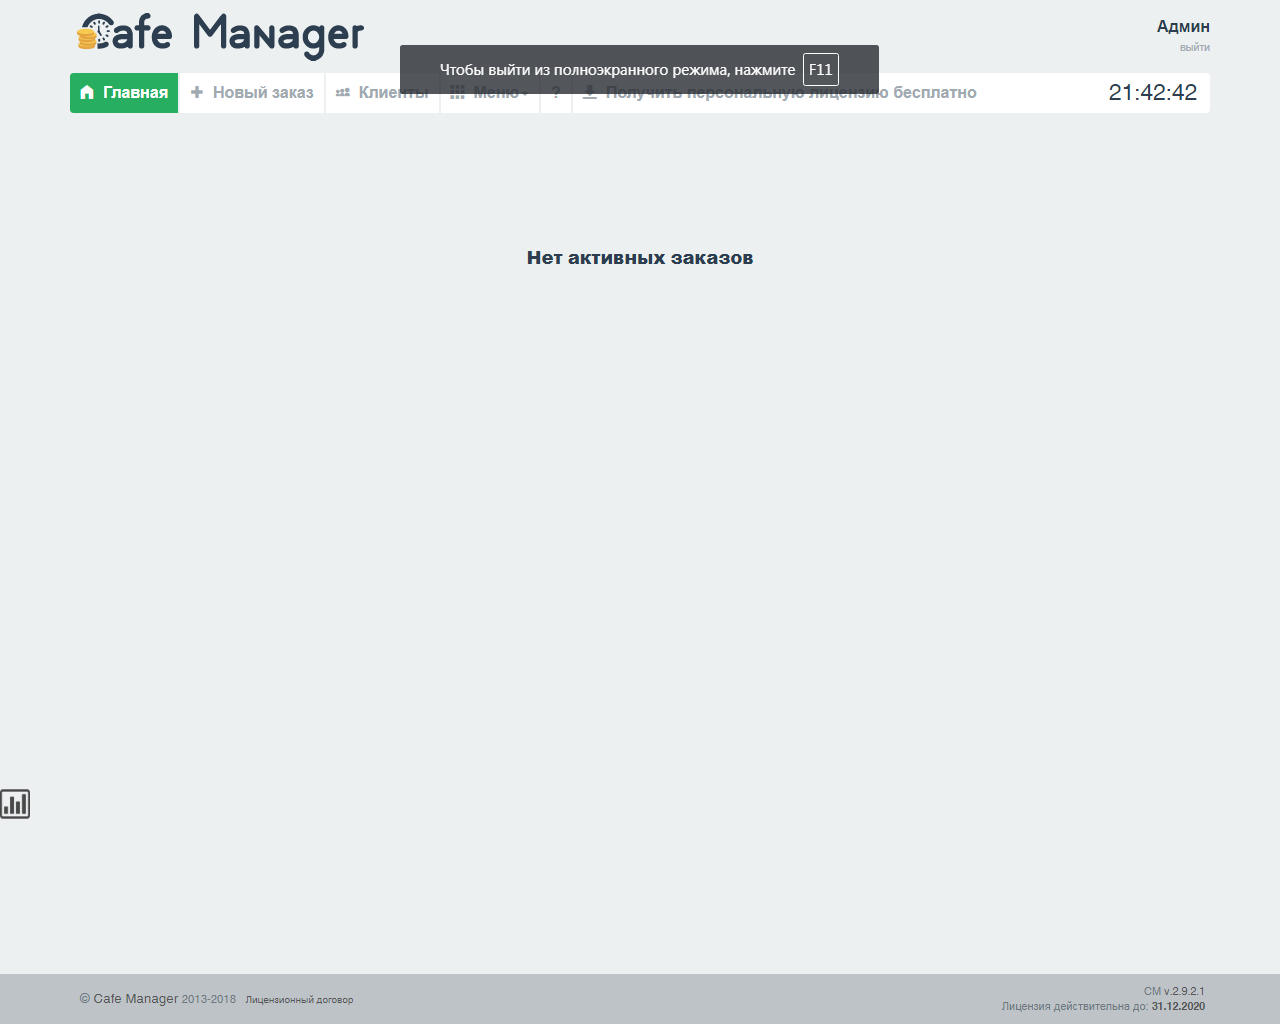 Cafe Manager
Админ
выйти
Чтобы выйти из полноэкранного режима, нажмите F11
Главная
Новый заказ
Клиенты
Меню
?
Получить персональную лицензию бесплатно
21:42:42
Нет активных заказов
© Cafe Manager 2013-2018 Лицензионный договор
CM v.2.9.2.1
Лицензия действительна до: 31.12.2020